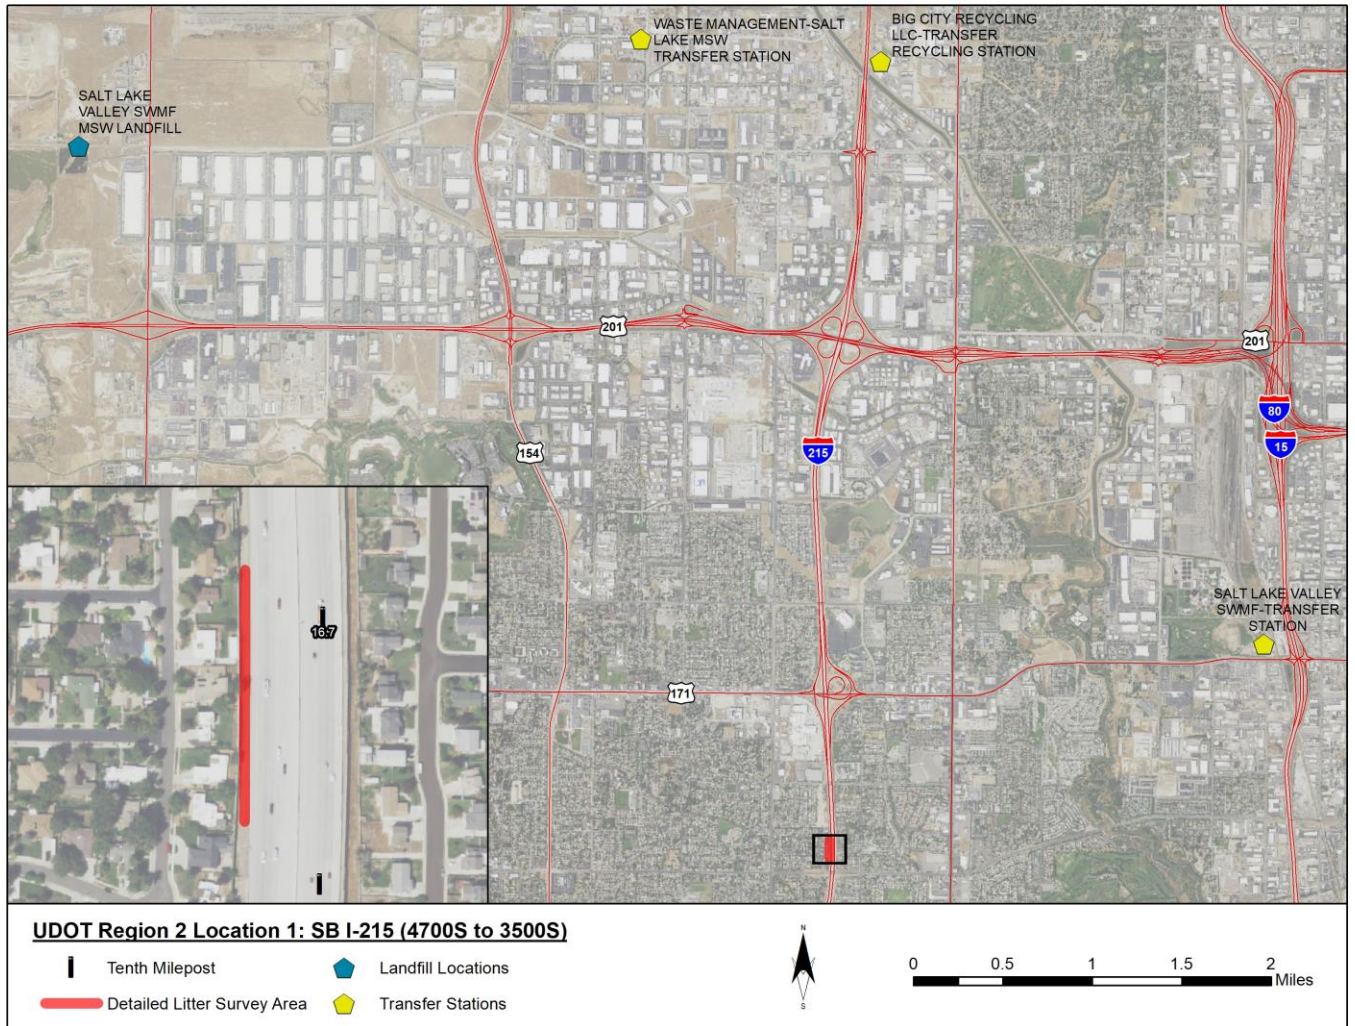 WASTE MANAGEMENT-SALT
LAKE MSW
TRANSFER STATION
BIG CITY RECYCLING
LLC-TRANSFER
RECYCLING STATION
SALT LAKE
VALLEY SWMF
MSW LANDFILL
201
201
80
15
154
215
SALT LAKE VALLEY
SWMF-TRANSFER
STATION
16.7
171
UDOT Region 2 Location 1: SB I-215 (4700S to 3500S)
Tenth Milepost
Landfill Locations
Detailed Litter Survey Area
Transfer Stations
N
S
0 0.5 1 1.5 2
Miles